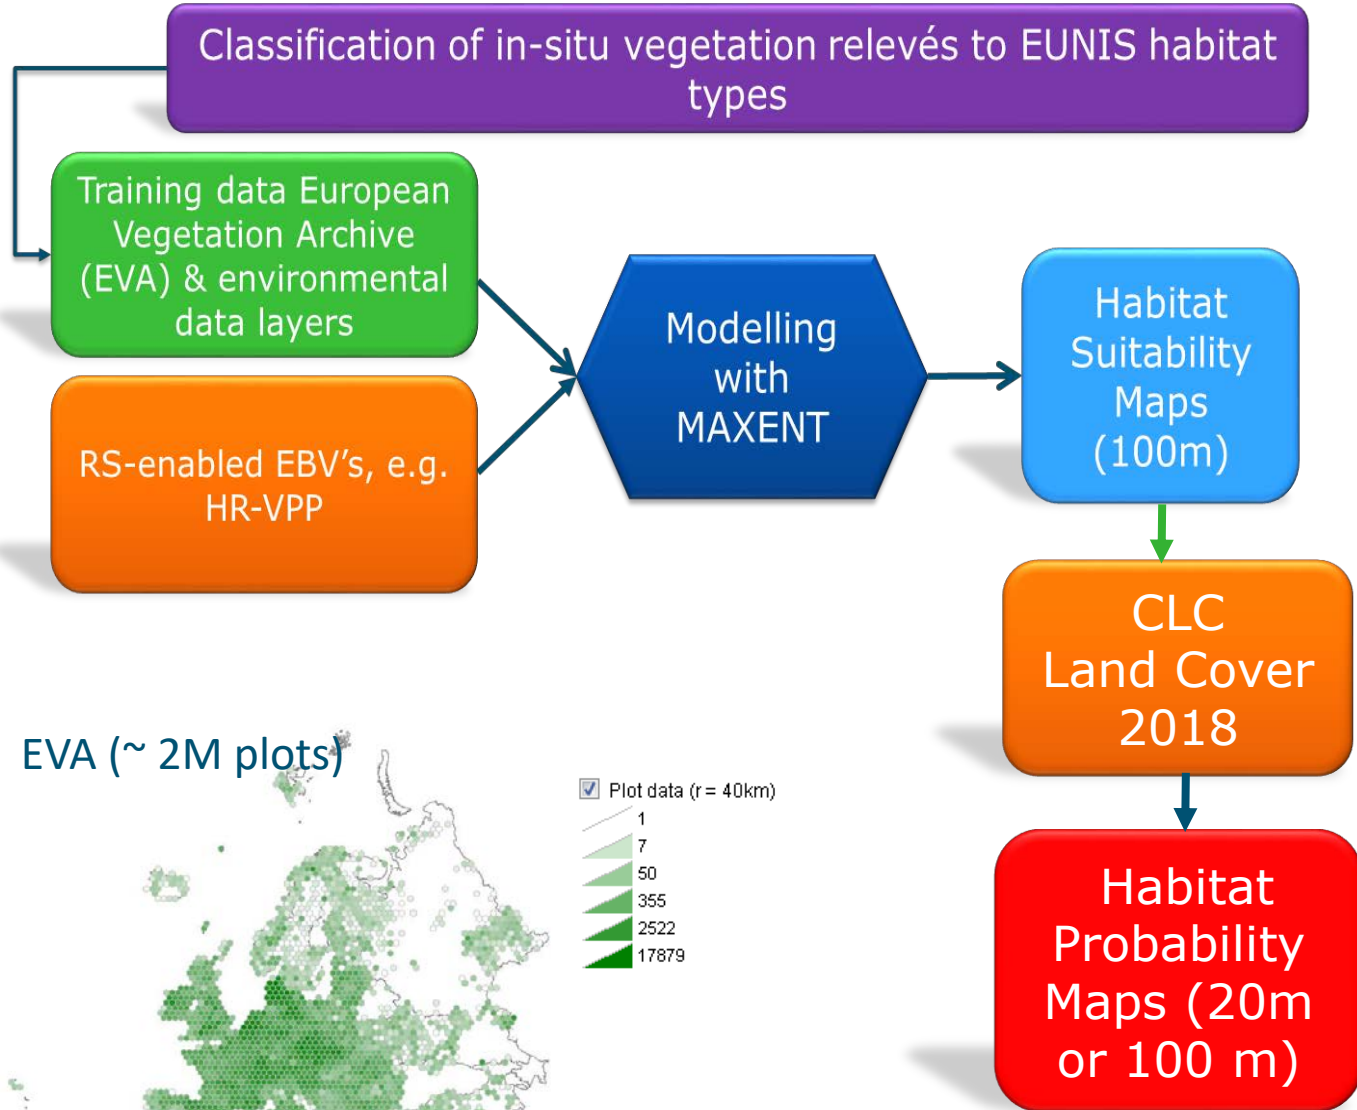 Classification of in-situ vegetation relevés to EUNIS habitat
types
Training data European
Vegetation Archive
(EVA) & environmental
data layers
RS-enabled EBV's, e.g.
HR-VPP
Modelling
with
MAXENT
Habitat
Suitability
Maps
(100m)
CLC
Land Cover
2018
Habitat
Probability
Maps (20m
or 100 m)
EVA (~ 2M plots)
Plot data (r = 40km)
1
7
50
355
2522
17879